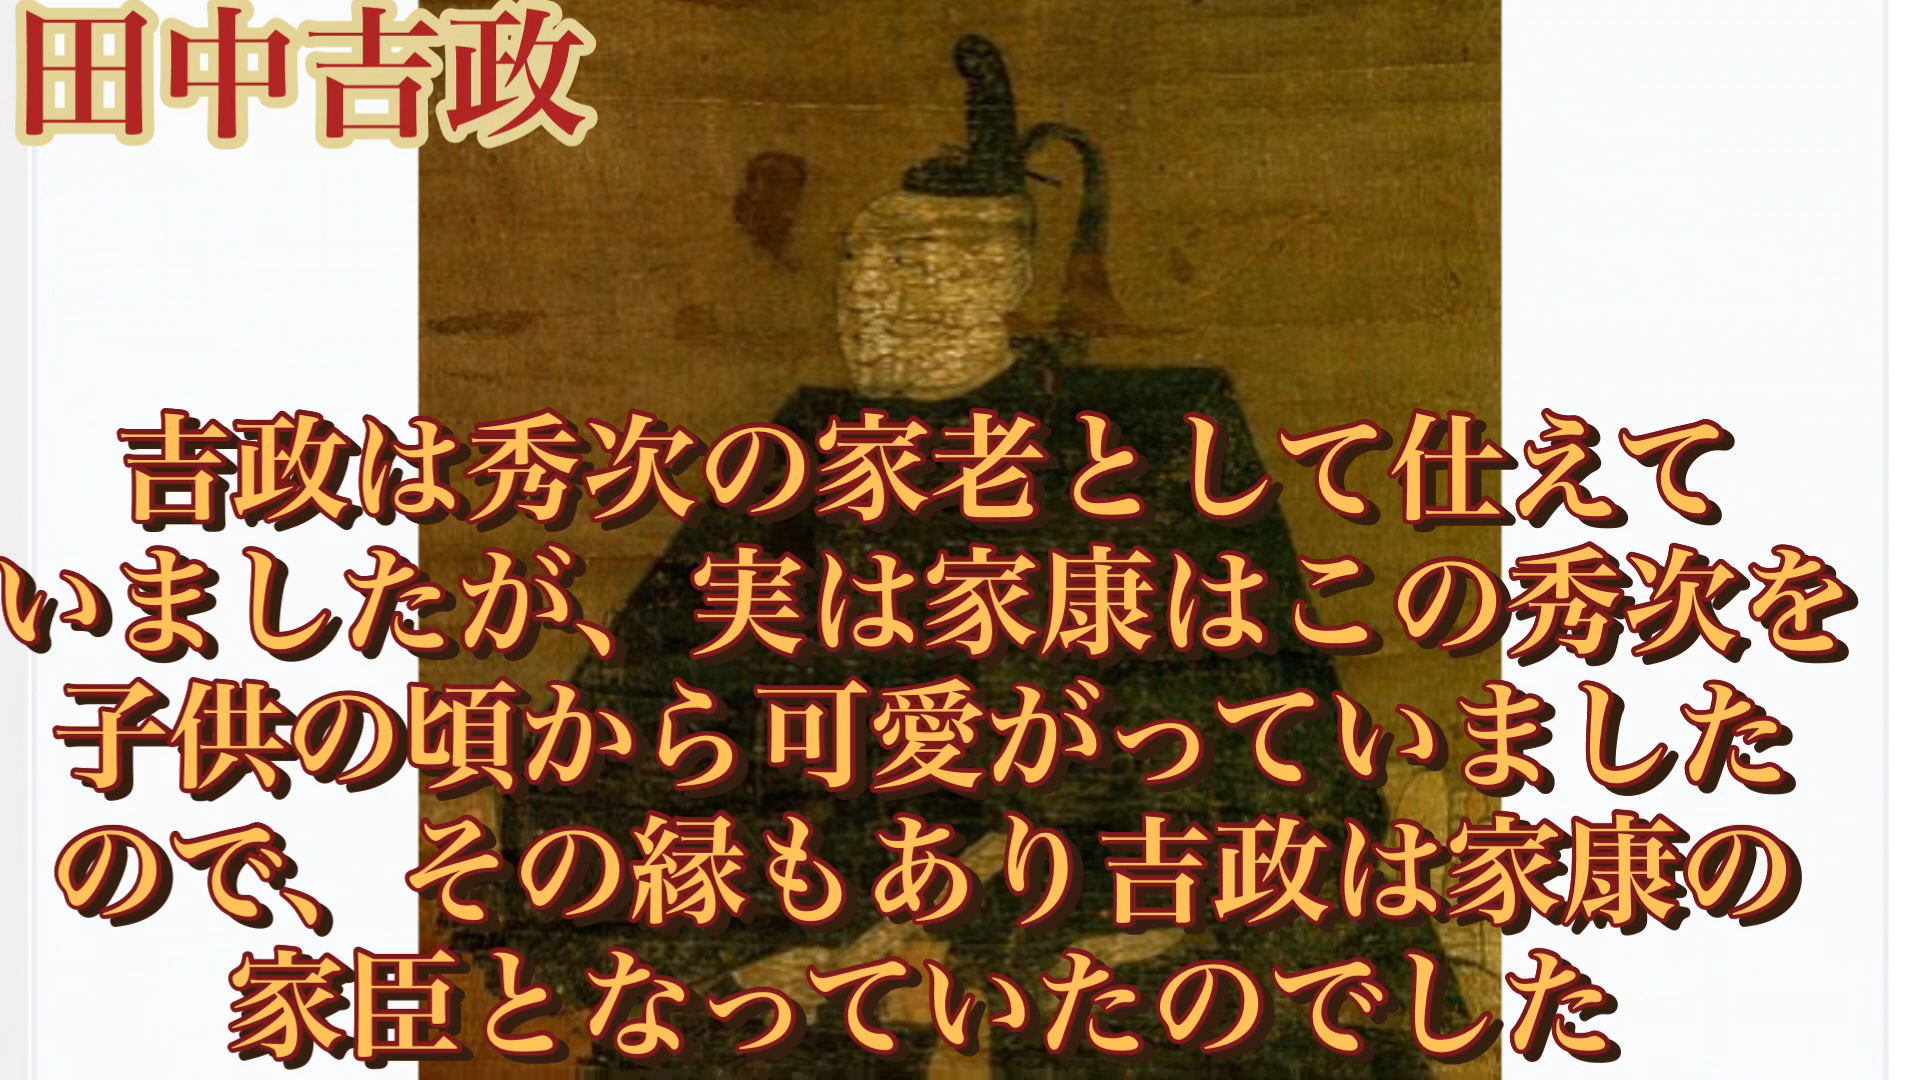 田中吉政
吉政は秀次の家老として仕えて
いましたが、実は家康はこの秀次を
子供の頃から可愛がっていました
ので、その縁もあり吉政は家康の
家臣となっていたのでした